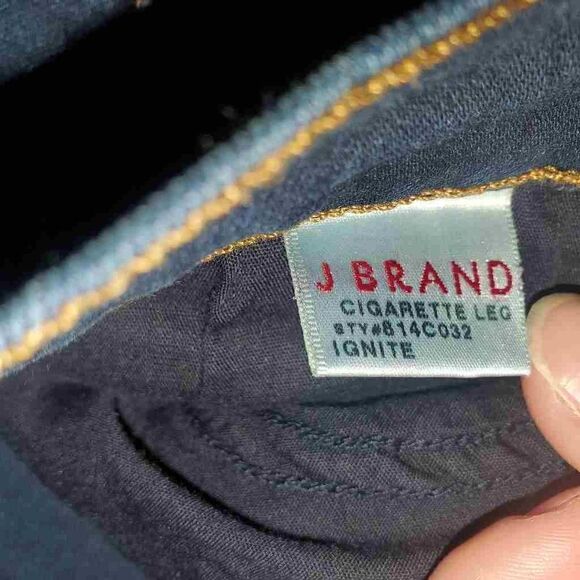 J BRAND
CIGARETTE LEG
STY#814C032
IGNITE